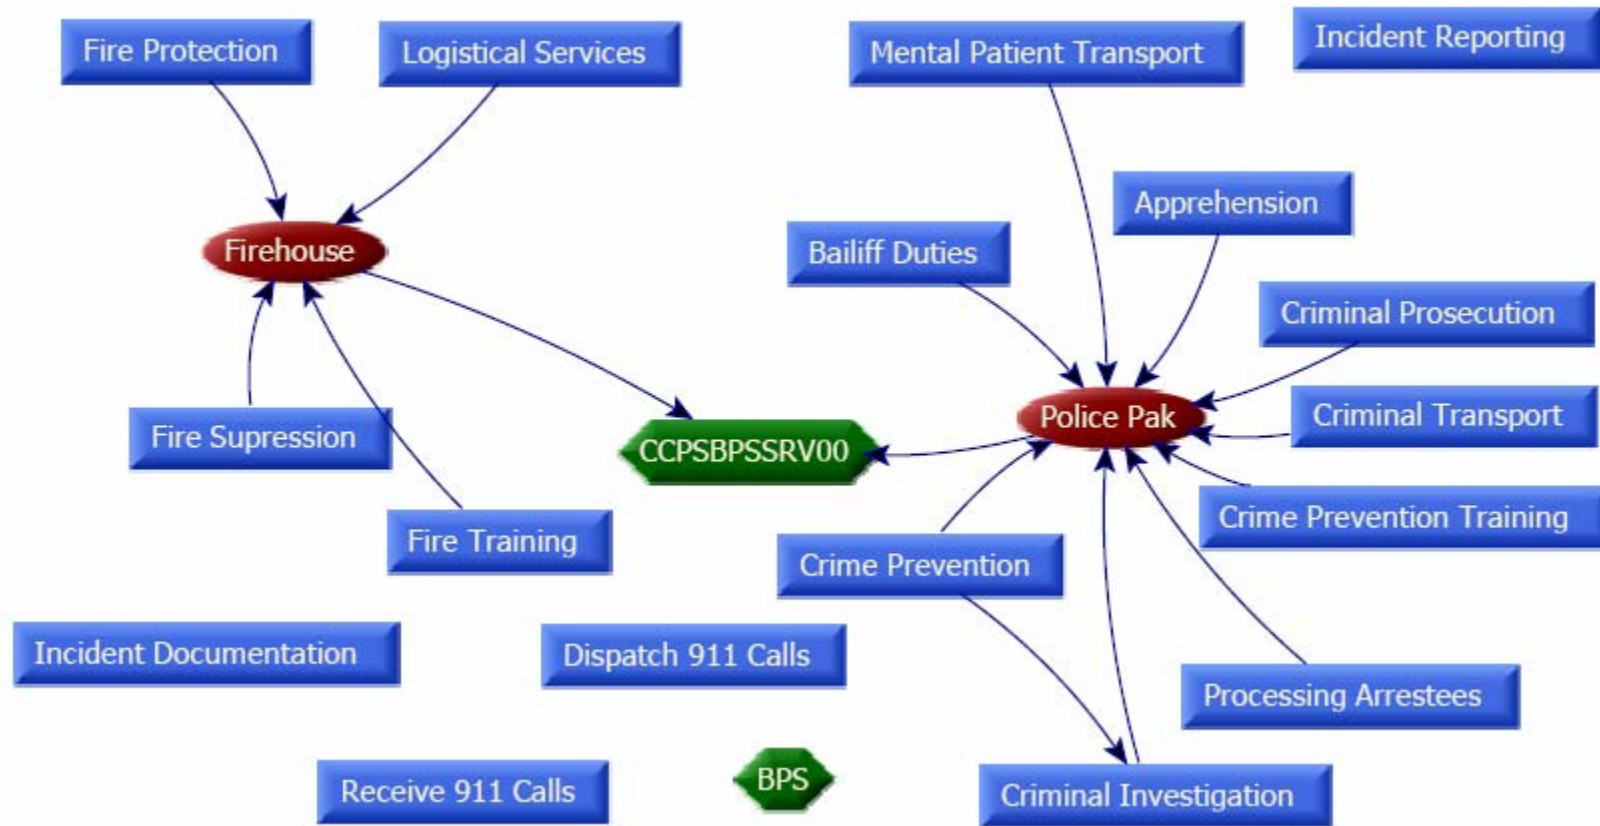 Fire Protection
Logistical Services
Mental Patient Transport
Incident Reporting
Apprehension
Firehouse
Bailiff Duties
Criminal Prosecution
Police Pak
Criminal Transport
Fire Supression
CCPSBPSSRV00
Crime Prevention Training
Fire Training
Crime Prevention
Incident Documentation
Dispatch 911 Calls
Processing Arrestees
BPS
Receive 911 Calls
Criminal Investigation